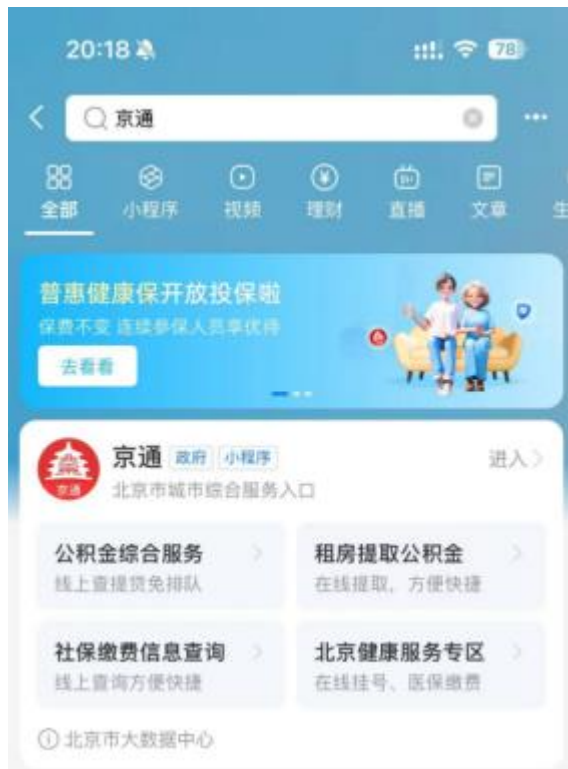 20:18
78
京通
全部
小程序
视频
理财
直播
文章
生
普惠健康保开放投保啦
保费不变 连续参保人员享优待
去看看
京通 政府 小程序
进入
京通
北京市城市综合服务入口
公积金综合服务
租房提取公积金
线上查提贷免排队
在线提取，方便快捷
社保缴费信息查询
北京健康服务专区
线上查询方便快捷
在线挂号、医保缴费
北京市大数据中心